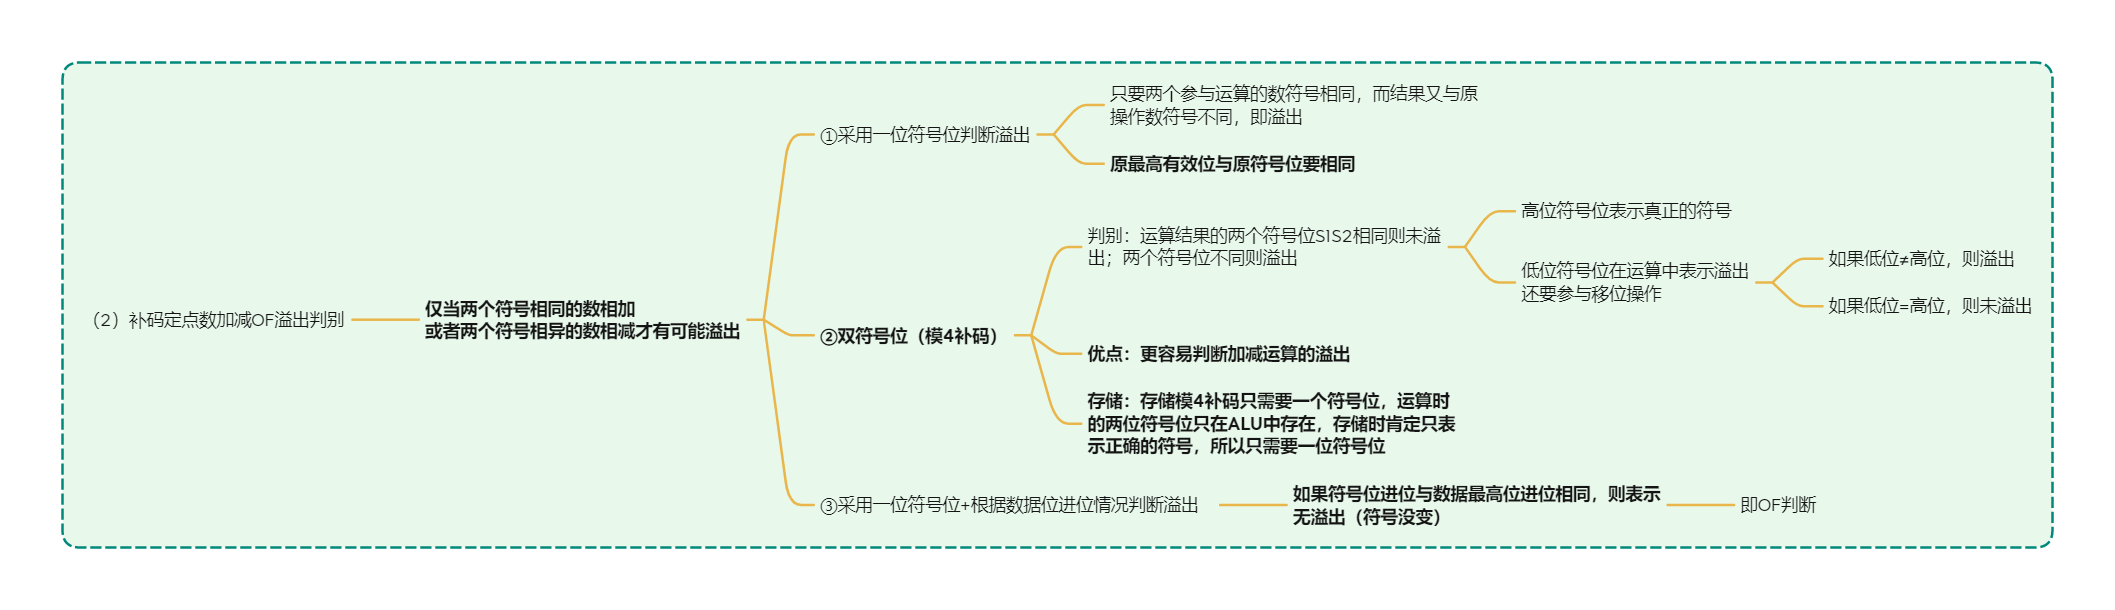 （2）补码定点数加减OF溢出判别
仅当两个符号相同的数相加
或者两个符号相异的数相减才有可能溢出
①采用一位符号位判断溢出
只要两个参与运算的数符号相同，而结果又与原
操作数符号不同，即溢出
原最高有效位与原符号位要相同
②双符号位（模4补码）
判别：运算结果的两个符号位S1S2相同则未溢
出；两个符号位不同则溢出
高位符号位表示真正的符号
低位符号位在运算中表示溢出
还要参与移位操作
如果低位≠高位，则溢出
如果低位=高位，则未溢出
优点：更容易判断加减运算的溢出
存储：存储模4补码只需要一个符号位，运算时
的两位符号位只在ALU中存在，存储时肯定只表
示正确的符号，所以只需要一位符号位
③采用一位符号位+根据数据位进位情况判断溢出
如果符号位进位与数据最高位进位相同，则表示
无溢出（符号没变）
即OF判断